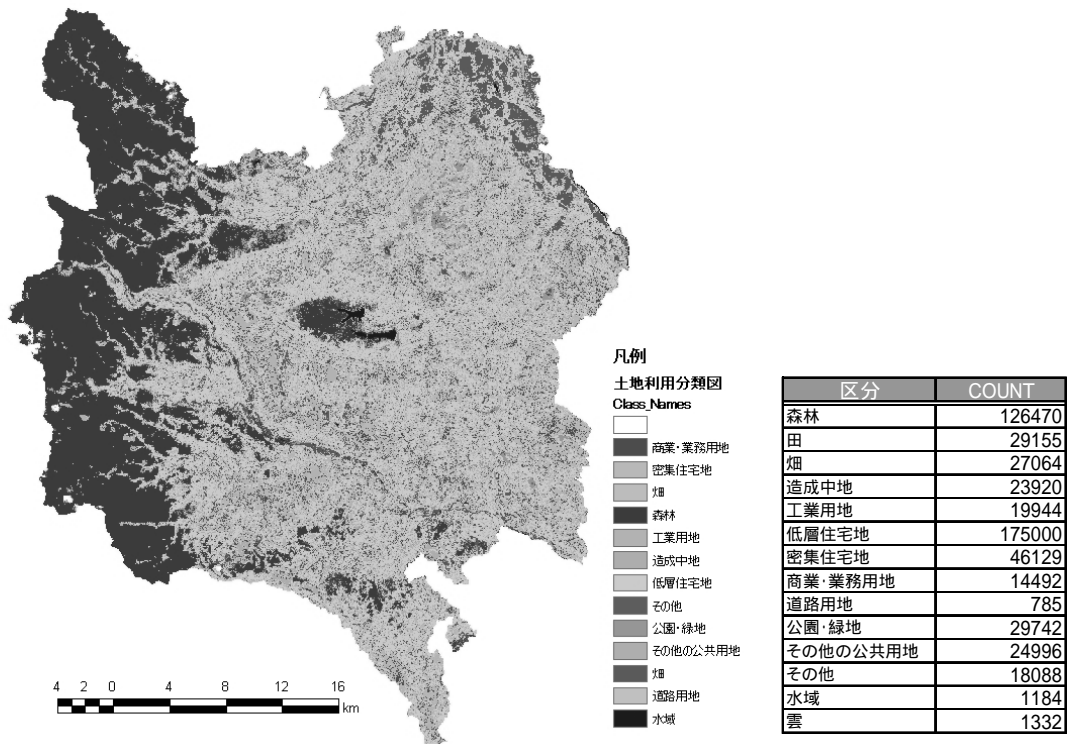 凡例
土地利用分類図
Class_Names
商業・業務用地
密集住宅地
畑
森林
工業用地
造成中地
低層住宅地
その他
公園・緑地
その他の公共用地
畑
道路用地
水域
4 2 0 4 8 12 16
km
区分 COUNT
森林 126470
田 29155
畑 27064
造成中地 23920
工業用地 19944
低層住宅地 175000
密集住宅地 46129
商業・業務用地 14492
道路用地 785
公園・緑地 29742
その他の公共用地 24996
その他 18088
水域 1184
雲 1332